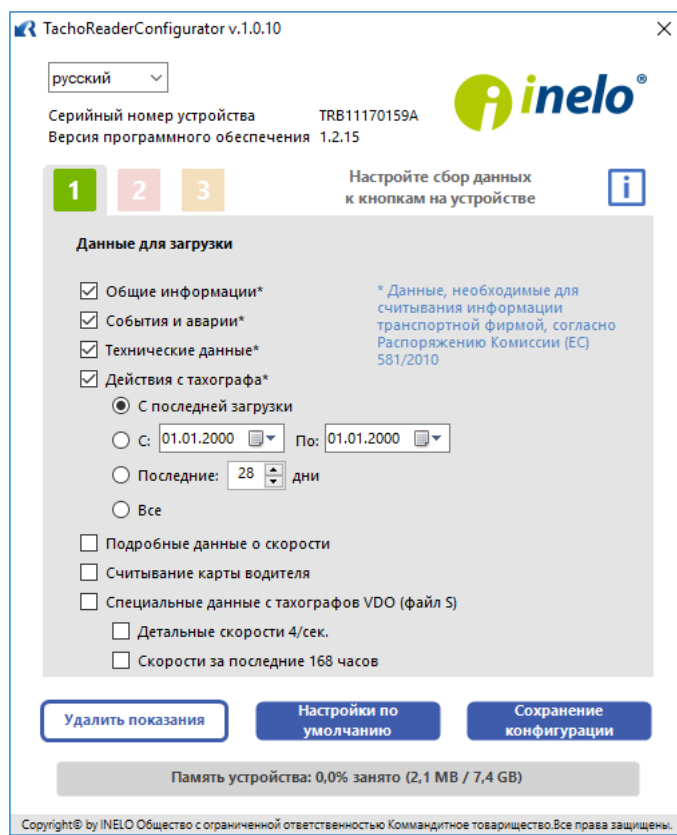 TachoReaderConfigurator v.1.0.10
русский
inelo®
Серийный номер устройства TRB11170159A
Версия программного обеспечения 1.2.15
1 2 3
Настройте сбор данных
к кнопкам на устройстве
i
Данные для загрузки
Общие информации*
События и аварии*
Технические данные*
Действия с тахографа*
* Данные, необходимые для
считывания информации
транспортной фирмой, согласно
Распоряжению Комиссии (ЕС)
581/2010
С последней загрузки
С: 01.01.2000 По: 01.01.2000
Последние: 28 дни
Все
Подробные данные о скорости
Считывание карты водителя
Специальные данные с тахографов VDO (файл S)
Детальные скорости 4/сек.
Скорости за последние 168 часов
Удалить показания
Настройки по
умолчанию
Сохранение
конфигурации
Память устройства: 0,0% занято (2,1 MB / 7,4 GB)
Copyright© by INELO Общество с ограниченной ответственностью Коммандитное товарищество.Все права защищены.